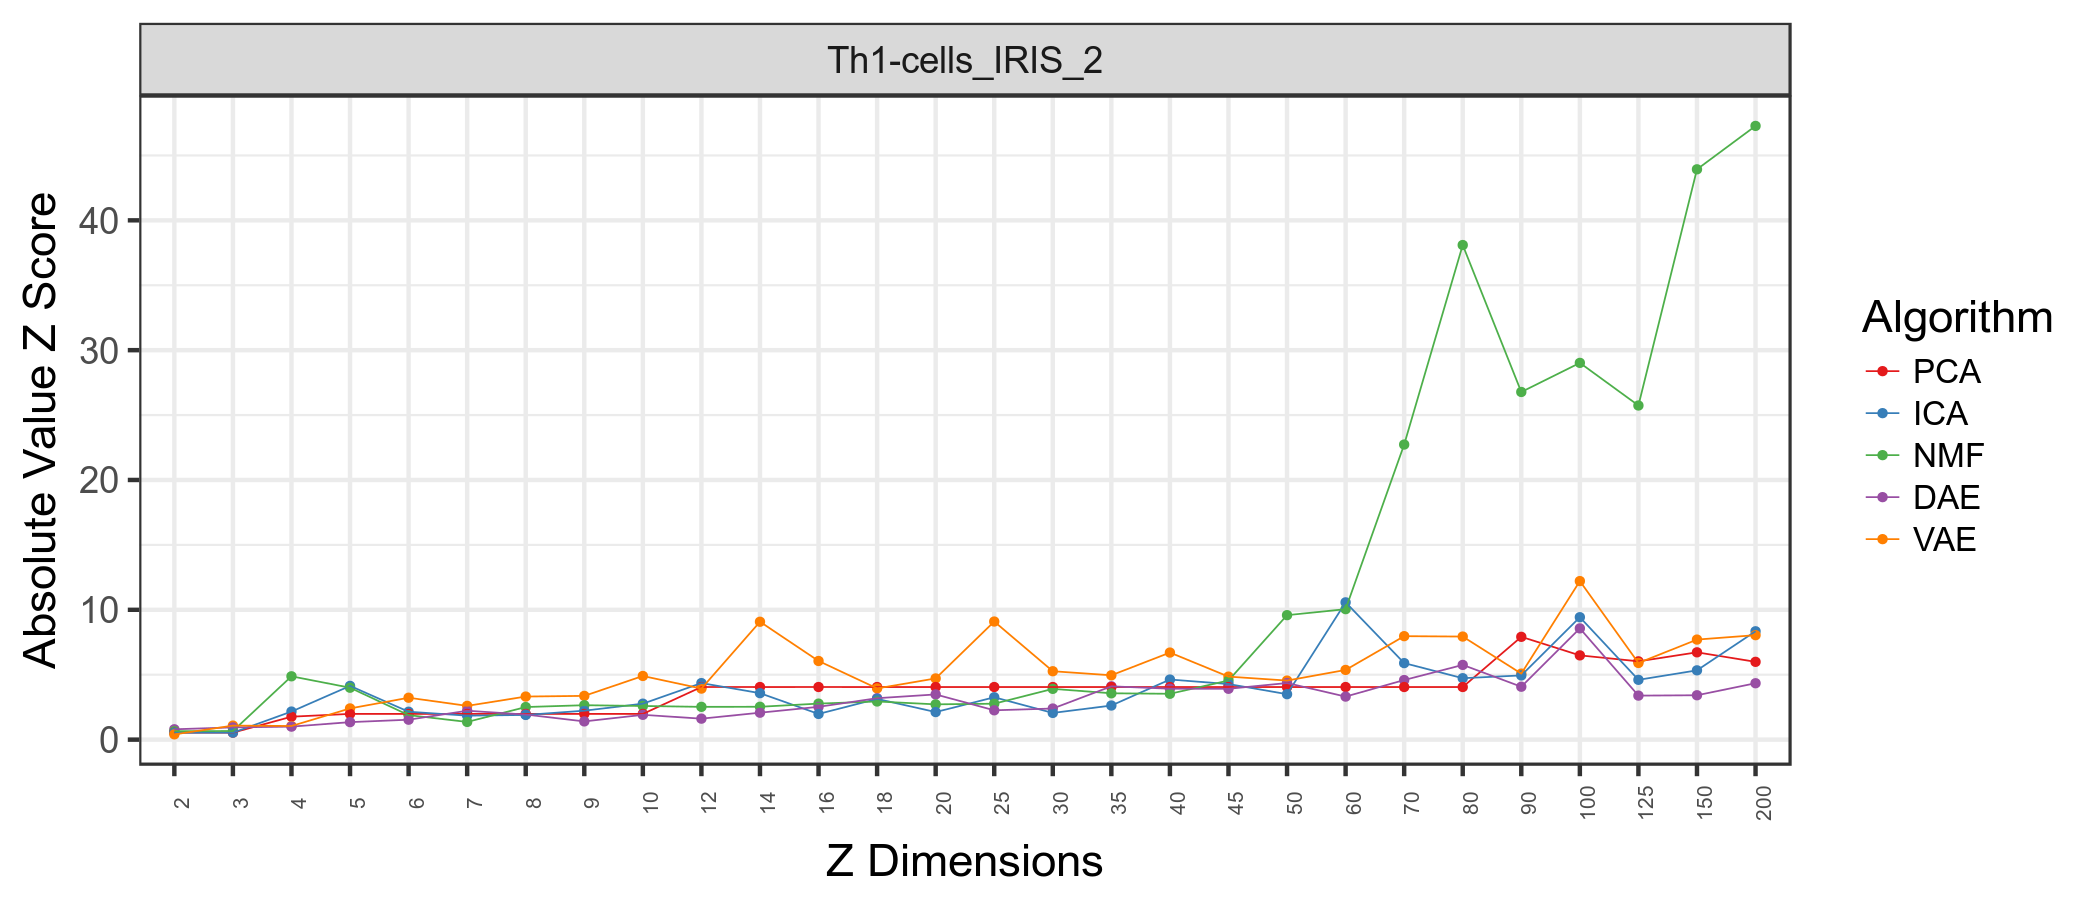 Th1-cells_IRIS_2
Absolute Value Z Score
40
30
20
10
0
2 3 4 5 6 7 8 9 10 12 14 16 18 20 25 30 35 40 45 50 60 70 80 90 100 125 150 200
Z Dimensions
Algorithm
PCA
ICA
NMF
DAE
VAE